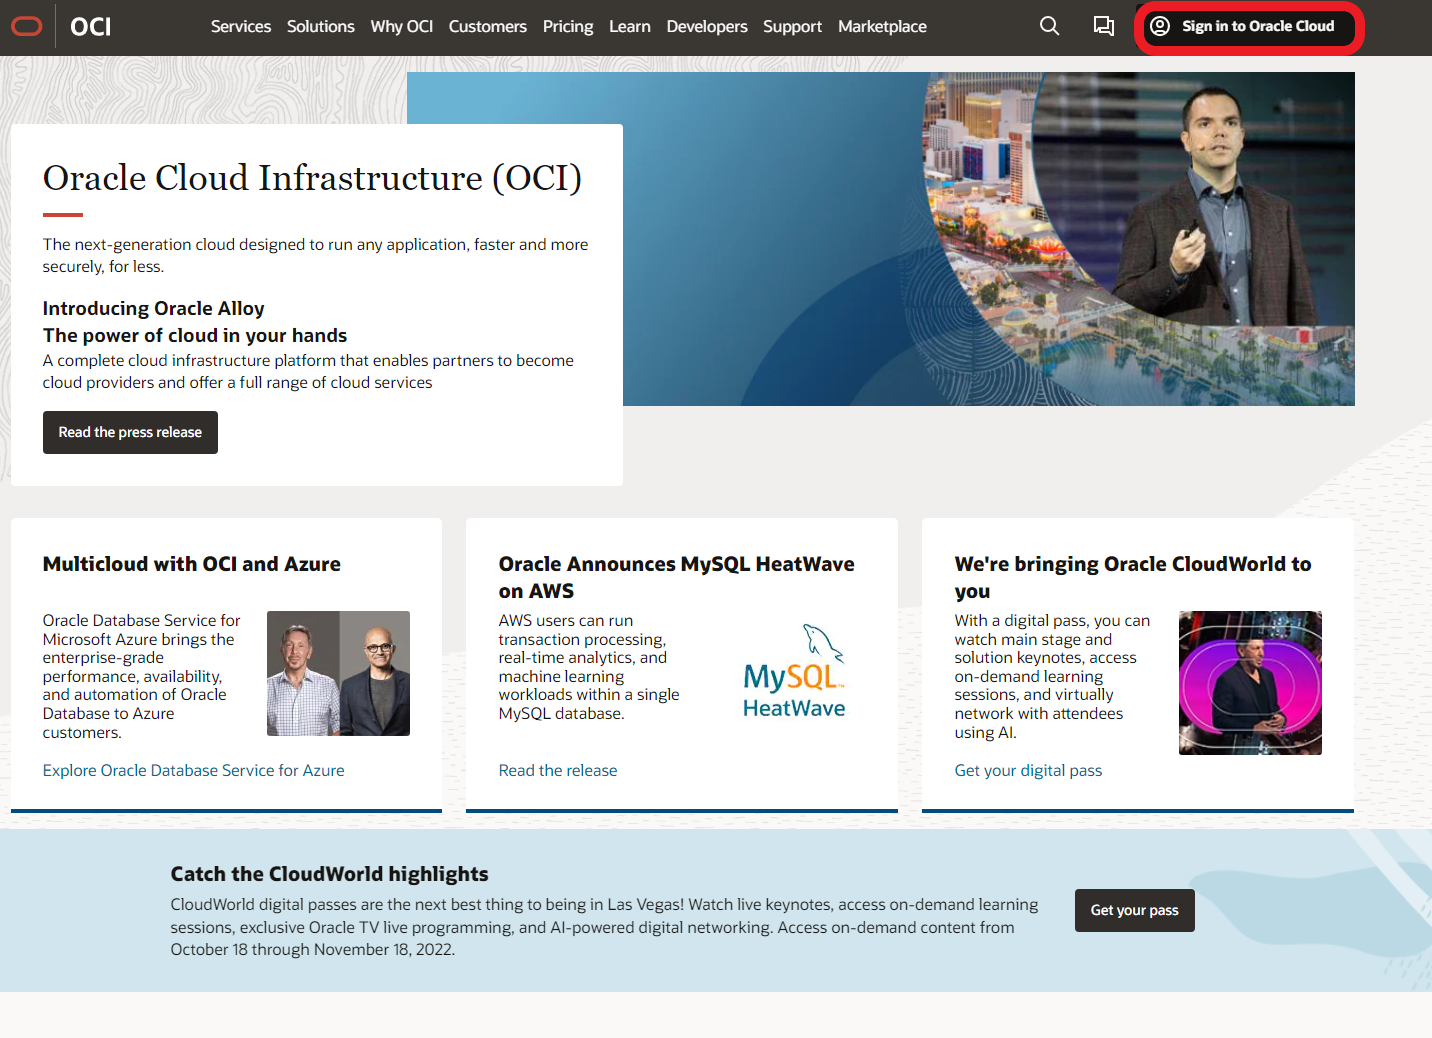 OCI
Services Solutions Why OCI Customers Pricing Learn Developers Support Marketplace
Sign in to Oracle Cloud
Oracle Cloud Infrastructure (OCI)
The next-generation cloud designed to run any application, faster and more
securely, for less.
Introducing Oracle Alloy
The power of cloud in your hands
A complete cloud infrastructure platform that enables partners to become
cloud providers and offer a full range of cloud services
Read the press release
Multicloud with OCI and Azure
Oracle Database Service for
Microsoft Azure brings the
enterprise-grade
performance, availability,
and automation of Oracle
Database to Azure
customers.
Explore Oracle Database Service for Azure
Oracle Announces MySQL HeatWave
on AWS
AWS users can run
transaction processing,
real-time analytics, and
machine learning
workloads within a single
MySQL database.
MySQL™
HeatWave
Read the release
We're bringing Oracle CloudWorld to
you
With a digital pass, you can
watch main stage and
solution keynotes, access
on-demand learning
sessions, and virtually
network with attendees
using AI.
Get your digital pass
Catch the CloudWorld highlights
CloudWorld digital passes are the next best thing to being in Las Vegas! Watch live keynotes, access on-demand learning
sessions, exclusive Oracle TV live programming, and AI-powered digital networking. Access on-demand content from
October 18 through November 18, 2022.
Get your pass